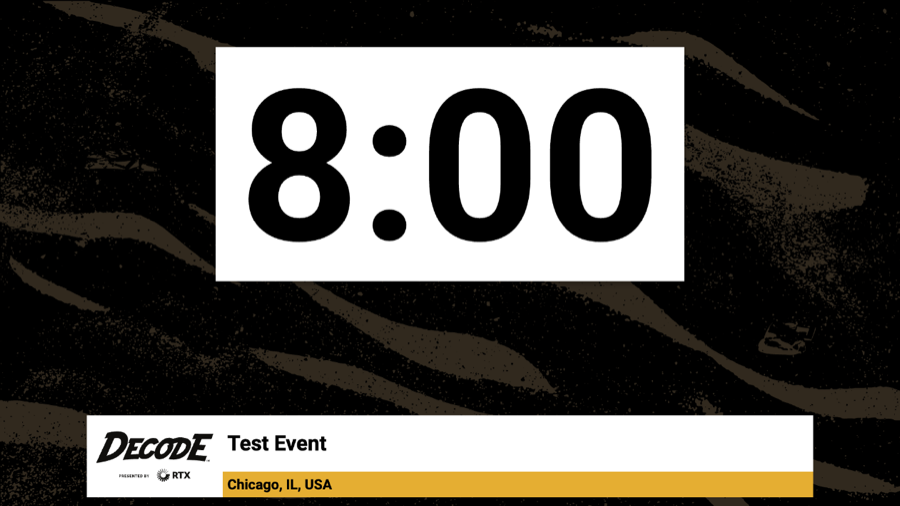 8:00
DECODE
Test Event
PRESENTED BY RTX
Chicago, IL, USA